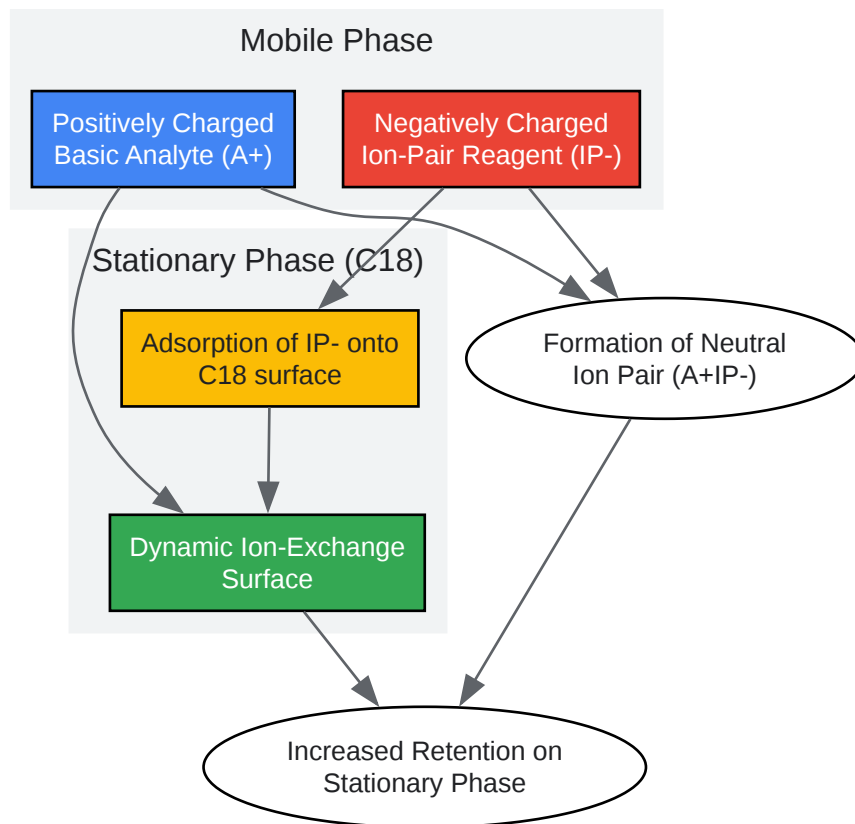 Mobile Phase
Positively Charged
Basic Analyte (A+)
Negatively Charged
Ion-Pair Reagent (IP-)
Stationary Phase (C18)
Adsorption of IP- onto
C18 surface
Formation of Neutral
Ion Pair (A+IP-)
Dynamic Ion-Exchange
Surface
Increased Retention on
Stationary Phase